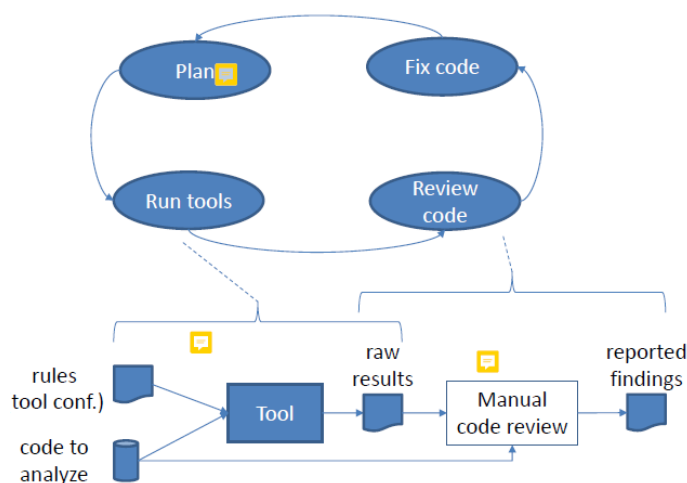 Plan
Fix code
Run tools
Review
code
raw
results
reported
findings
rules
tool conf.)
Tool
Manual
code review
code to
analyze